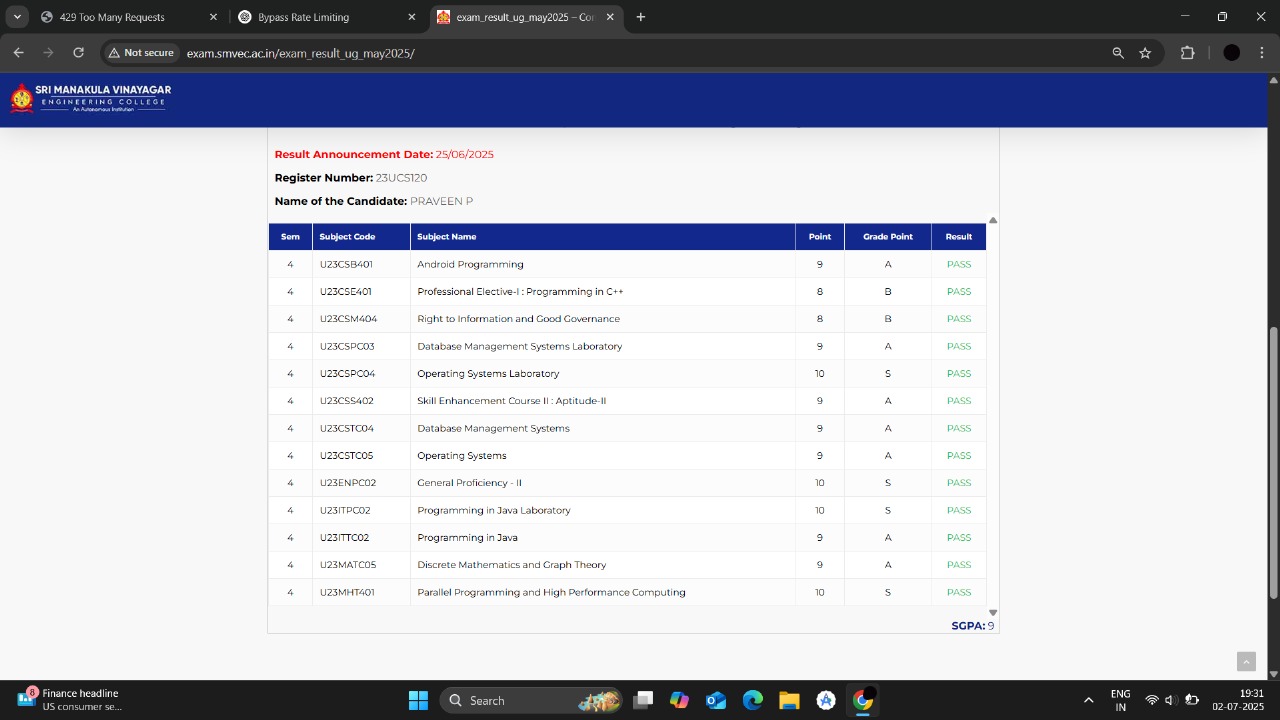 429 Too Many Requests
Bypass Rate Limiting
exam_result_ug_may2025 – Cor
Not secure
exam.smvec.ac.in/exam_result_ug_may2025/
SRI MANAKULA VINAYAGAR
ENGINEERING COLLEGE
An Autonomous Institution
Result Announcement Date: 25/06/2025
Register Number: 23UCS120
Name of the Candidate: PRAVEEN P
Sem Subject Code Subject Name Point Grade Point Result
4 U23CSB401 Android Programming 9 A PASS
4 U23CSE401 Professional Elective-I : Programming in C++ 8 B PASS
4 U23CSM404 Right to Information and Good Governance 8 B PASS
4 U23CSPC03 Database Management Systems Laboratory 9 A PASS
4 U23CSPC04 Operating Systems Laboratory 10 S PASS
4 U23CSS402 Skill Enhancement Course II : Aptitude-II 9 A PASS
4 U23CSTC04 Database Management Systems 9 A PASS
4 U23CSTC05 Operating Systems 9 A PASS
4 U23ENPC02 General Proficiency - II 10 S PASS
4 U23ITPC02 Programming in Java Laboratory 10 S PASS
4 U23ITTC02 Programming in Java 9 A PASS
4 U23MATC05 Discrete Mathematics and Graph Theory 9 A PASS
4 U23MHT401 Parallel Programming and High Performance Computing 10 S PASS
SGPA: 9
8
Finance headline
US consumer se...
Search
ENG
IN
19:31
02-07-2025